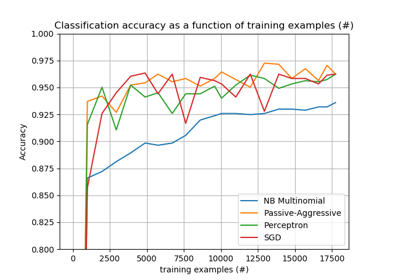 Classification accuracy as a function of training examples (#)
1.000
0.975
0.950
0.925
0.900
0.875
0.850
0.825
0.800
Accuracy
NB Multinomial
Passive-Aggressive
Perceptron
SGD
0 2500 5000 7500 10000 12500 15000 17500
training examples (#)